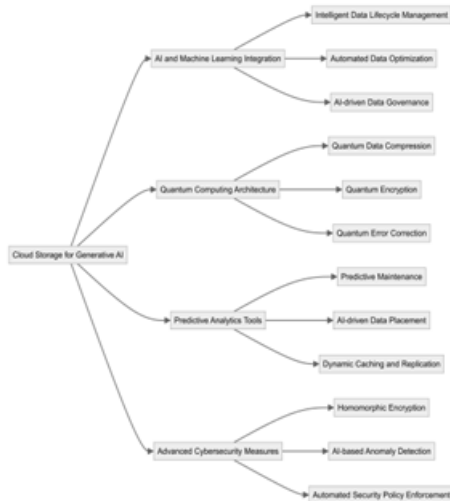 Cloud Storage for Generative AI
AI and Machine Learning Integration
Intelligent Data Lifecycle Management
Automated Data Optimization
AI-driven Data Governance
Quantum Computing Architecture
Quantum Data Compression
Quantum Encryption
Quantum Error Correction
Predictive Analytics Tools
Predictive Maintenance
AI-driven Data Placement
Dynamic Caching and Replication
Advanced Cybersecurity Measures
Homomorphic Encryption
AI-based Anomaly Detection
Automated Security Policy Enforcement